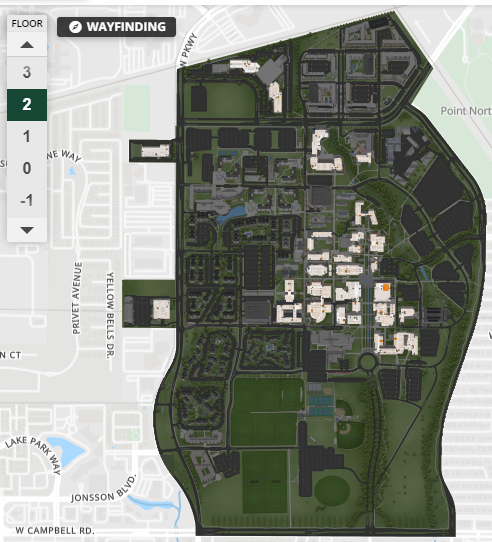 FLOOR
WAYFINDING
3
2
1
0
-1
N PKWY
Point Nort
NE WAY
PRIVET AVENUE
YELLOW BELLS DR.
N CT
LAKE PARK WAY
JONSSON BLVD.
W CAMPBELL RD.